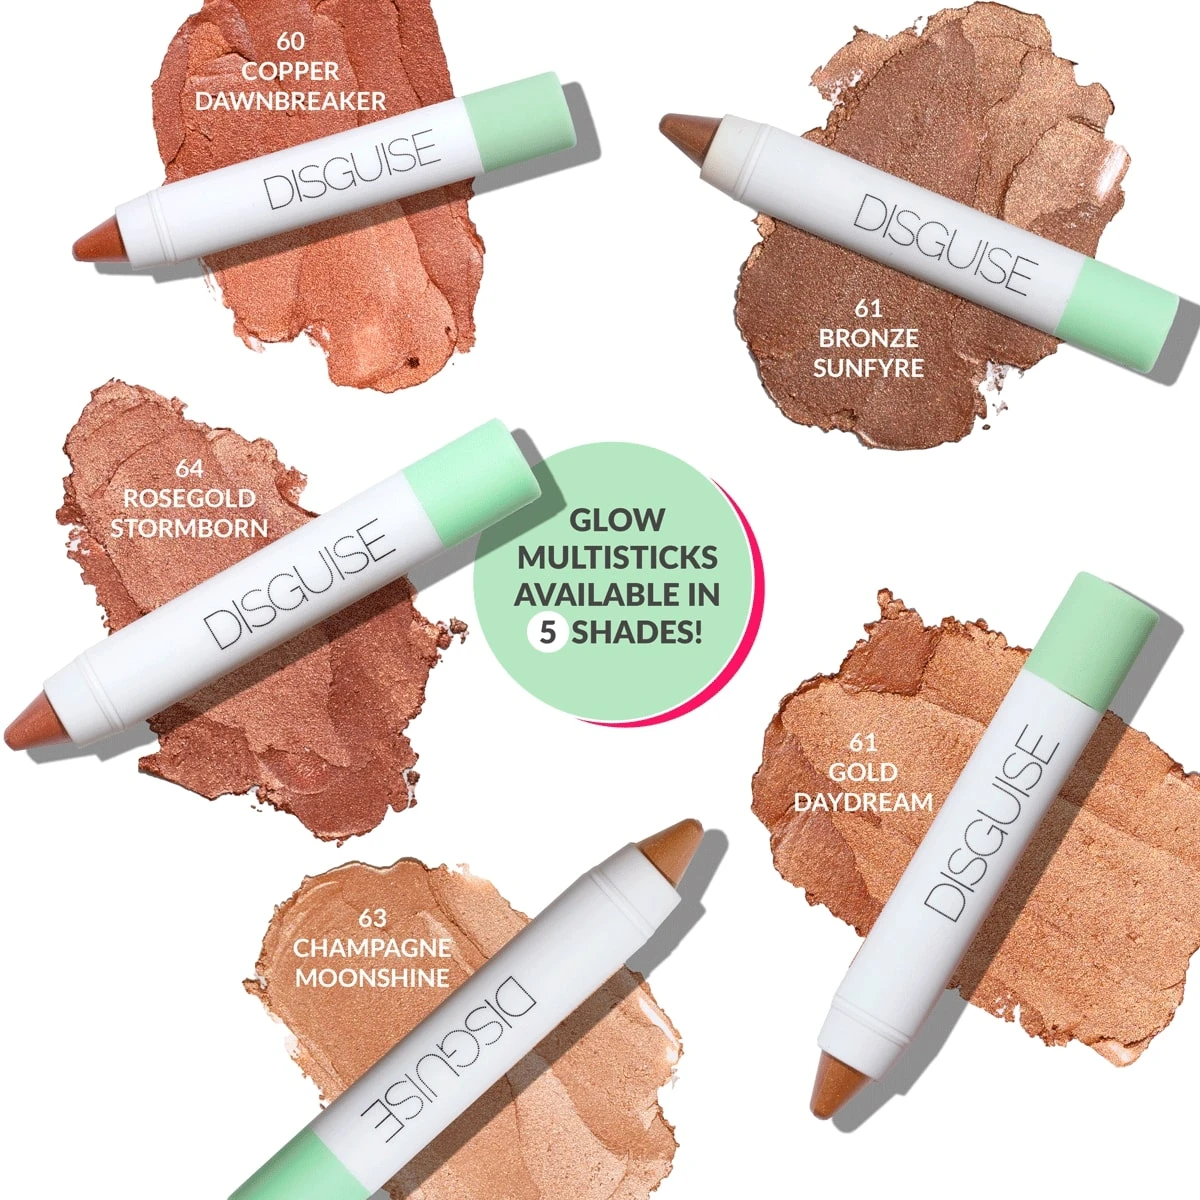 60
COPPER
DAWNBREAKER
DISGUISE
61
BRONZE
SUNFYRE
DISGUISE
64
ROSEGOLD
STORMBORN
DISGUISE
GLOW
MULTISTICKS
AVAILABLE IN
5 SHADES!
61
GOLD
DAYDREAM
DISGUISE
63
CHAMPAGNE
MOONSHINE
DISGUISE